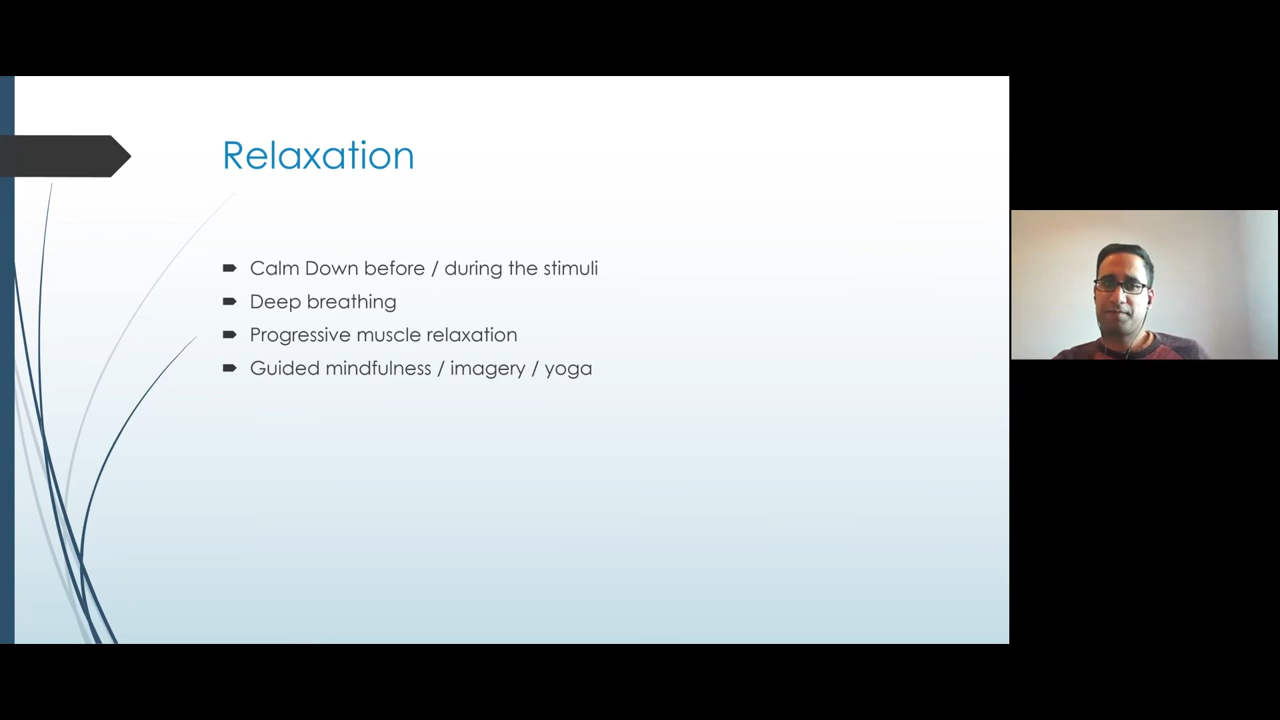 Relaxation
Calm Down before / during the stimuli
Deep breathing
Progressive muscle relaxation
Guided mindfulness / imagery / yoga